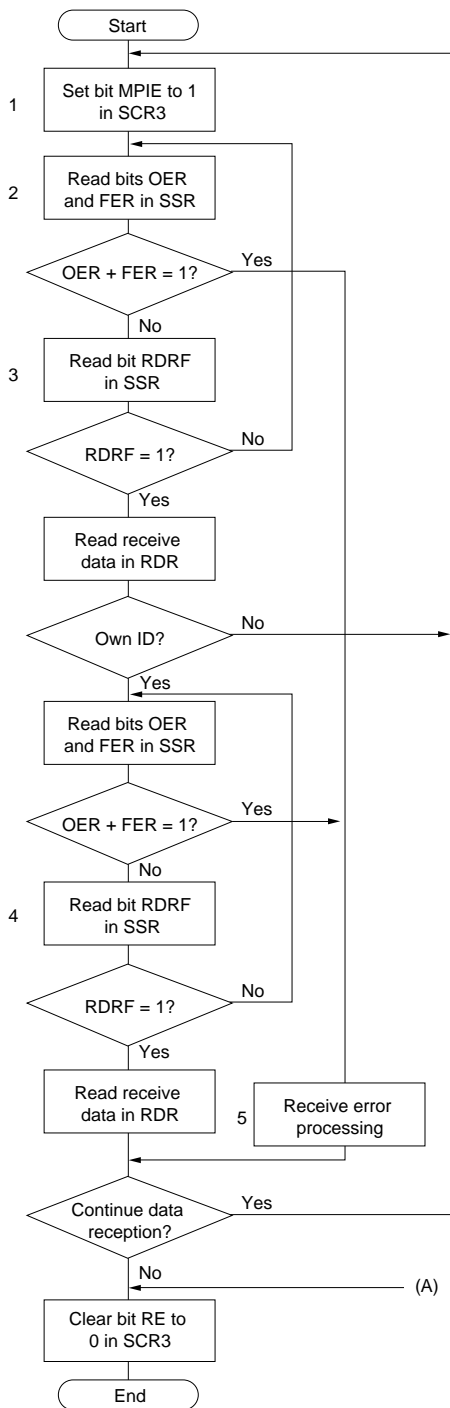 Start
1
Set bit MPIE to 1
in SCR3
2
Read bits OER
and FER in SSR
OER + FER = 1?
Yes
No
3
Read bit RDRF
in SSR
RDRF = 1?
No
Yes
Read receive
data in RDR
Own ID?
No
Yes
Read bits OER
and FER in SSR
OER + FER = 1?
Yes
No
4
Read bit RDRF
in SSR
RDRF = 1?
No
Yes
Read receive
data in RDR
5
Receive error
processing
Continue data
reception?
Yes
No
(A)
Clear bit RE to
0 in SCR3
End